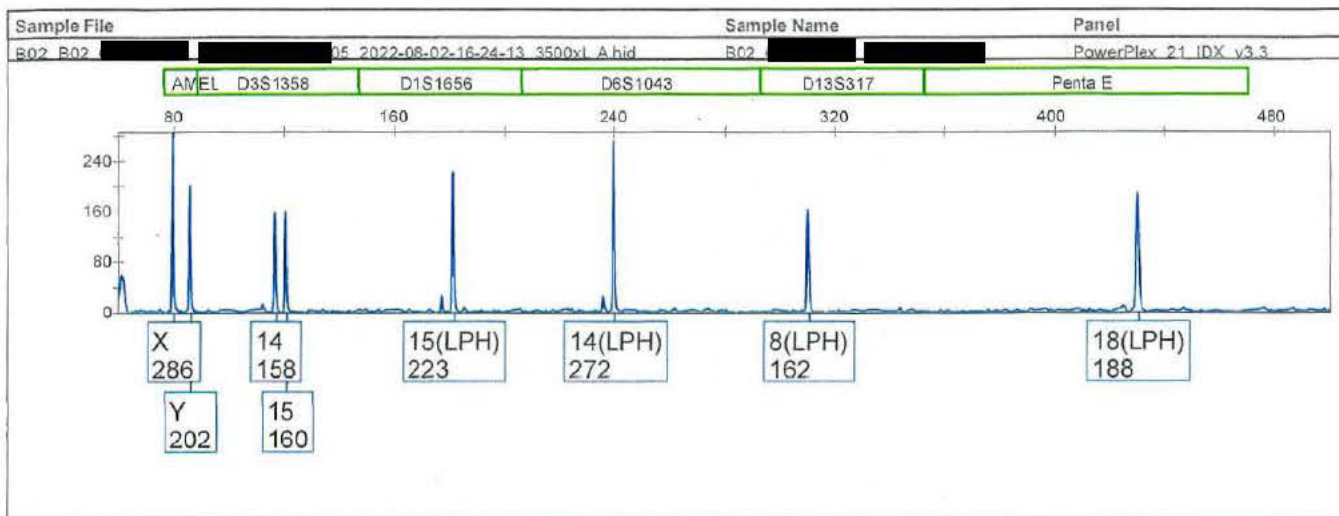 Sample File Sample Name Panel
B02 B02 05 2022-08-02-16-24-13 3500xL A.hid B02 PowerPlex 21 IDX v3.3
AMEL D3S1358 D1S1656 D6S1043 D13S317 Penta E
80 160 240 320 400 480
240
160
80
0
X 14 15(LPH) 14(LPH) 8(LPH) 18(LPH)
286 158 223 272 162 188
Y 15
202 160